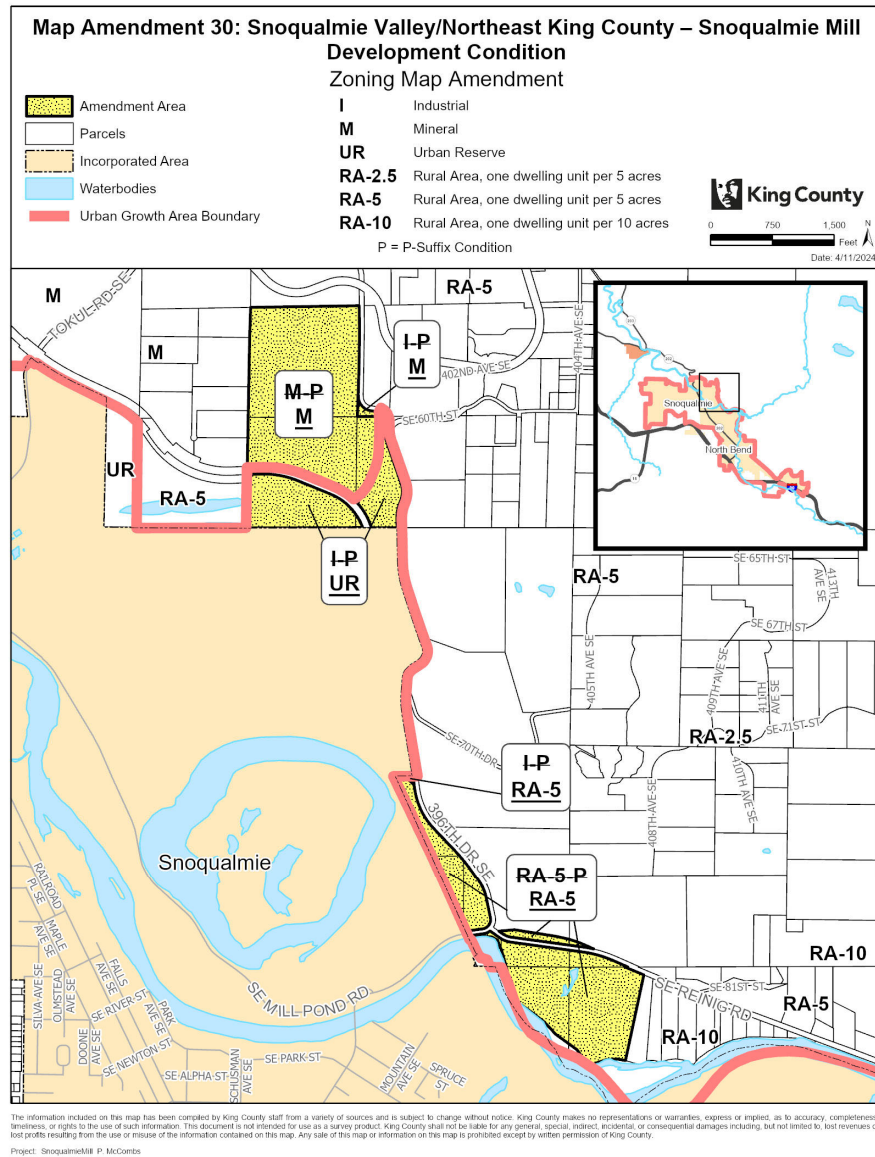 Map Amendment 30: Snoqualmie Valley/Northeast King County – Snoqualmie Mill
Development Condition
Zoning Map Amendment
Amendment Area
Parcels
Incorporated Area
Waterbodies
Urban Growth Area Boundary
I Industrial
M Mineral
UR Urban Reserve
RA-2.5 Rural Area, one dwelling unit per 5 acres
RA-5 Rural Area, one dwelling unit per 5 acres
RA-10 Rural Area, one dwelling unit per 10 acres
P = P-Suffix Condition
King County
0 750 1,500
Feet
N
Date: 4/11/2024
M
TOKUL RD SE
M
RA-5
I-P
M
402ND AVE SE
404TH AVE SE
M-P
M
SE 60TH ST
UR
RA-5
I-P
UR
203
202
Snoqualmie
202
North Bend
18
SE 65TH ST
413TH
AVE SE
RA-5
SE 67TH ST
405TH AVE SE
409TH AVE SE
411TH
AVE SE
SE 71ST ST
RA-2.5
SE 70TH DR
410TH AVE SE
408TH AVE SE
I-P
RA-5
396TH DR SE
Snoqualmie
RA-5-P
RA-5
RAILROAD
PL SE
MAPLE
AVE SE
FALLS
AVE SE
PARK
AVE SE
SILVA AVE SE
OLMSTEAD
AVE SE
SE RIVER ST
DOONE
AVE SE
SE NEWTON ST
SE MILL POND RD
RA-10
SE 81ST ST
SE REINIG RD
RA-5
RA-10
SE ALPHA ST
SCHUSMAN
AVE SE
SE PARK ST
MOUNTAIN
AVE SE
SPRUCE
ST
The information included on this map has been compiled by King County staff from a variety of sources and is subject to change without notice. King County makes no representations or warranties, express or implied, as to accuracy, completeness,
timeliness, or rights to the use of such information. This document is not intended for use as a survey product. King County shall not be liable for any general, special, indirect, incidental, or consequential damages including, but not limited to, lost revenues or
lost profits resulting from the use or misuse of the information contained on this map. Any sale of this map or information on this map is prohibited except by written permission of King County.
Project: SnoqualmieMill P. McCombs